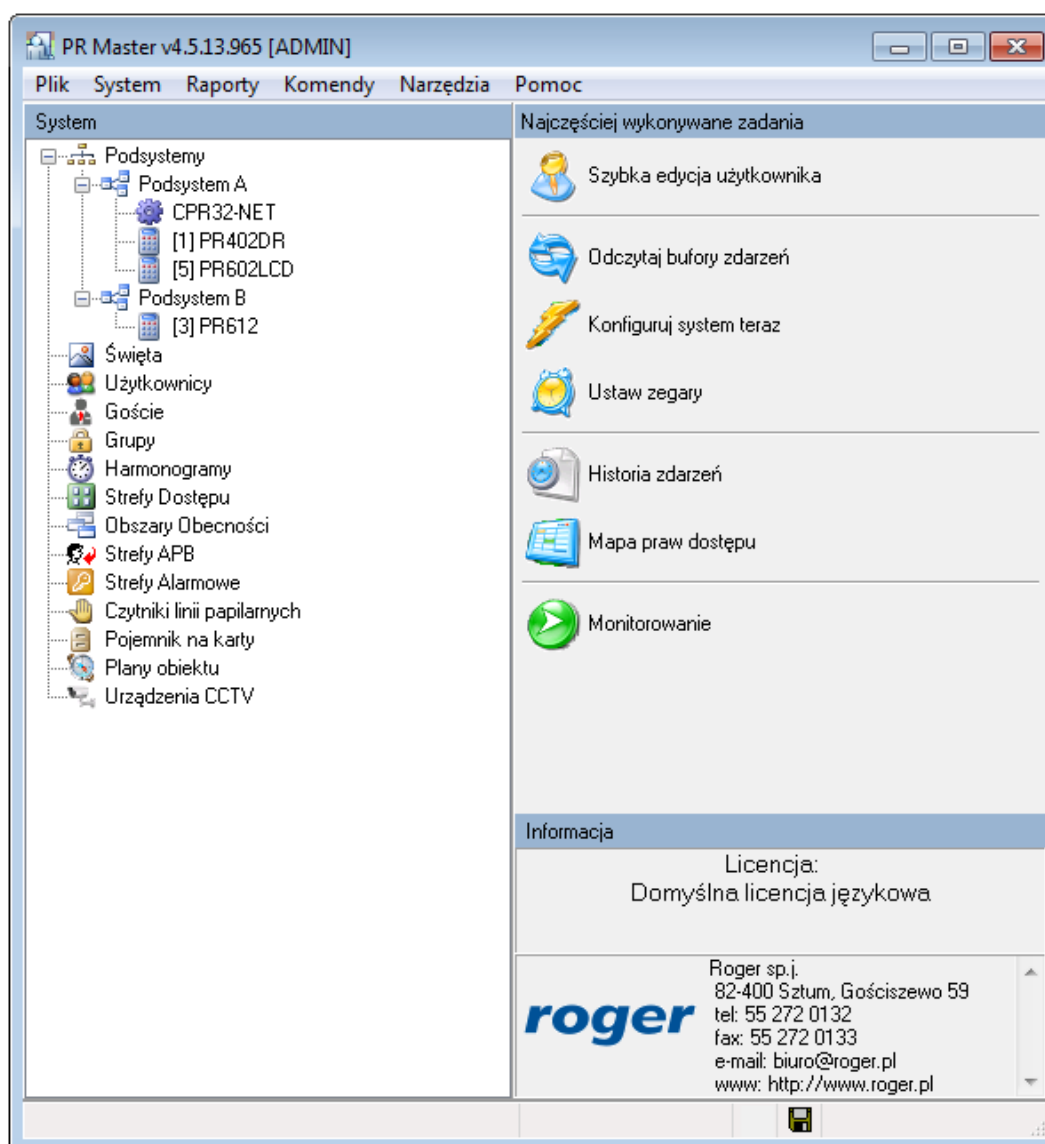 PR Master v4.5.13.965 [ADMIN]
Plik System Raporty Komendy Narzędzia Pomoc
System
Podsystemy
Podsystem A
CPR32-NET
[1] PR402DR
[5] PR602LCD
Podsystem B
[3] PR612
Święta
Użytkownicy
Goście
Grupy
Harmonogramy
Strefy Dostępu
Obszary Obecności
Strefy APB
Strefy Alarmowe
Czytniki linii papilarnych
Pojemnik na karty
Plany obiektu
Urządzenia CCTV
Najczęściej wykonywane zadania
Szybka edycja użytkownika
Odczytaj bufory zdarzeń
Konfiguruj system teraz
Ustaw zegary
Historia zdarzeń
Mapa praw dostępu
Monitorowanie
Informacja
Licencja:
Domyślna licencja językowa
roger
Roger sp.j.
82-400 Sztum, Gościszewo 59
tel: 55 272 0132
fax: 55 272 0133
e-mail: biuro@roger.pl
www: http://www.roger.pl